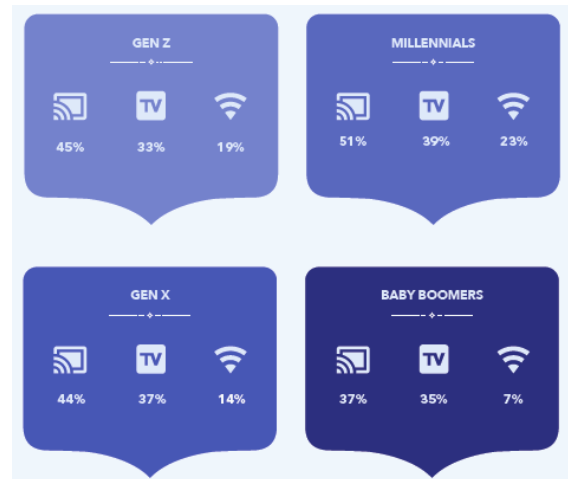 GEN Z
TV
45% 33% 19%
MILLENNIALS
TV
51% 39% 23%
GEN X
TV
44% 37% 14%
BABY BOOMERS
TV
37% 35% 7%